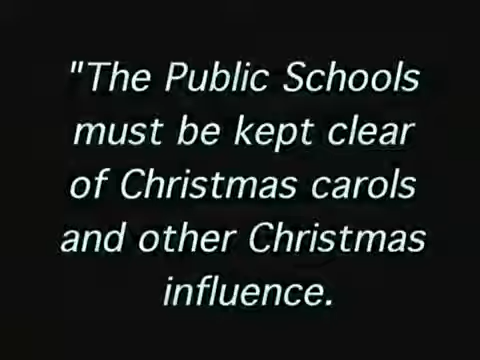 "The Public Schools
must be kept clear
of Christmas carols
and other Christmas
influence.